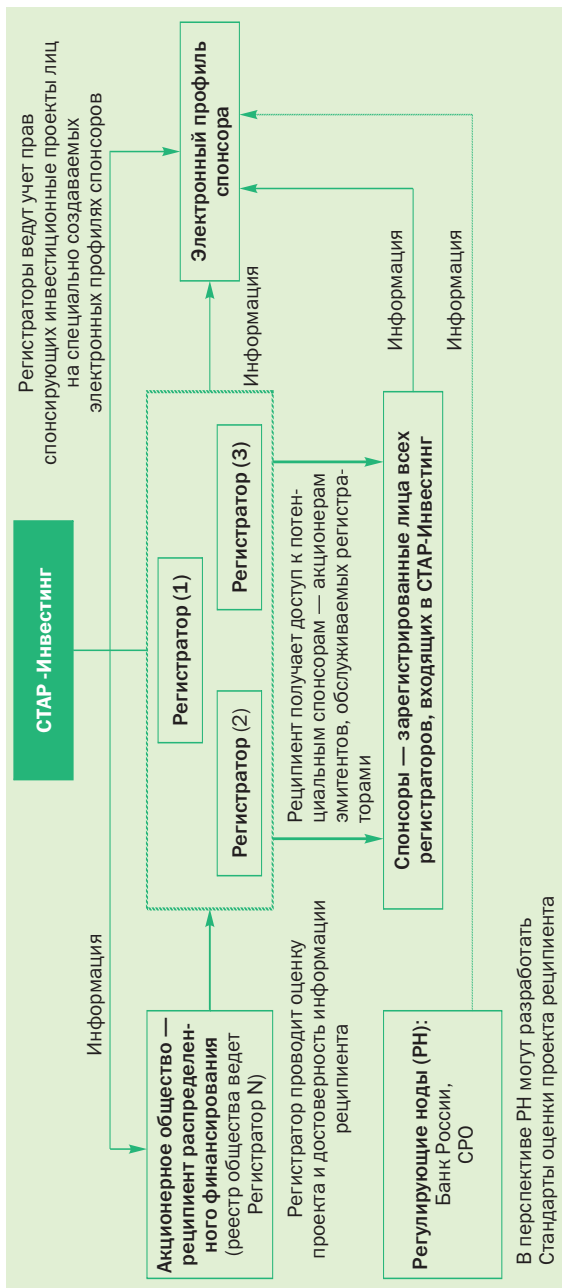 СТАР -Инвестинг
Информация
Регистраторы ведут учет прав
спонсирующих инвестиционные проекты лиц
на специально создаваемых
электронных профилях спонсоров
Акционерное общество —
реципиент распределен-
ного финансирования
(реестр общества ведет
Регистратор N)
Регистратор (1)
Регистратор (2)
Регистратор (3)
Информация
Электронный профиль
спонсора
Регистратор проводит оценку
проекта и достоверность информации
реципиента
Реципиент получает доступ к потен-
циальным спонсорам — акционерам
эмитентов, обслуживаемых регистра-
торами
Информация
Информация
Регулирующие ноды (РН):
Банк России,
СРО
Спонсоры — зарегистрированные лица всех
регистраторов, входящих в СТАР-Инвестинг
В перспективе РН могут разработать
Стандарты оценки проекта реципиента